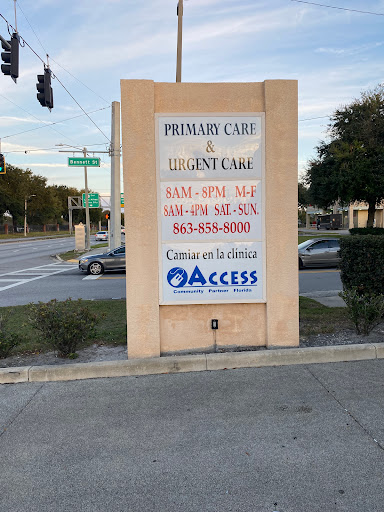 Bennett St
PRIMARY CARE
&
URGENT CARE
8AM - 8PM M-F
8AM - 4PM SAT. - SUN.
863-858-8000
Camiar en la clinica
ACCESS
Community Partner Florida